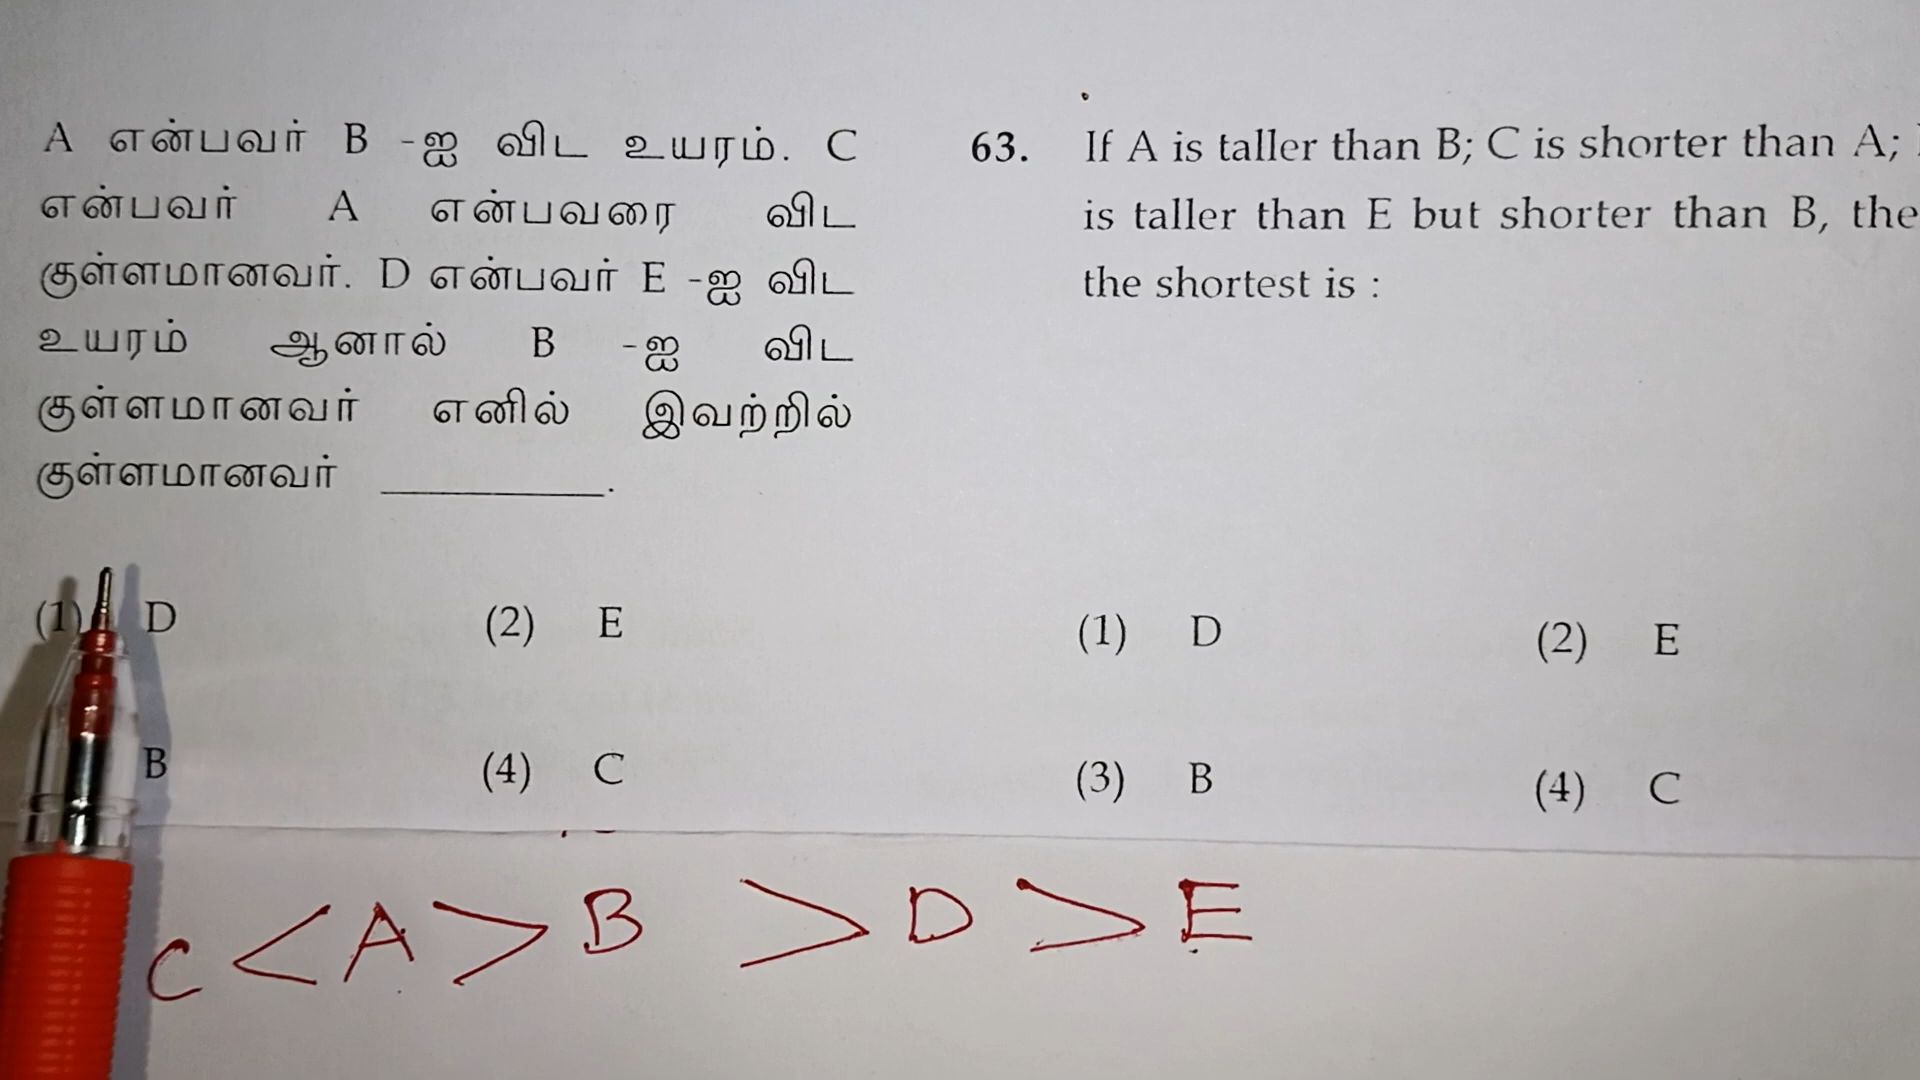 A என்பவர் B -ஐ விட உயரம். C
என்பவர் A என்பவரை விட
குள்ளமானவர். D என்பவர் E -ஐ விட
உயரம் ஆனால் B -ஐ விட
குள்ளமானவர் எனில் இவற்றில்
குள்ளமானவர் __________.
(1) D (2) E
B (4) C
63. If A is taller than B; C is shorter than A;
is taller than E but shorter than B, the
the shortest is :
(1) D (2) E
(3) B (4) C
C < A > B > D > E